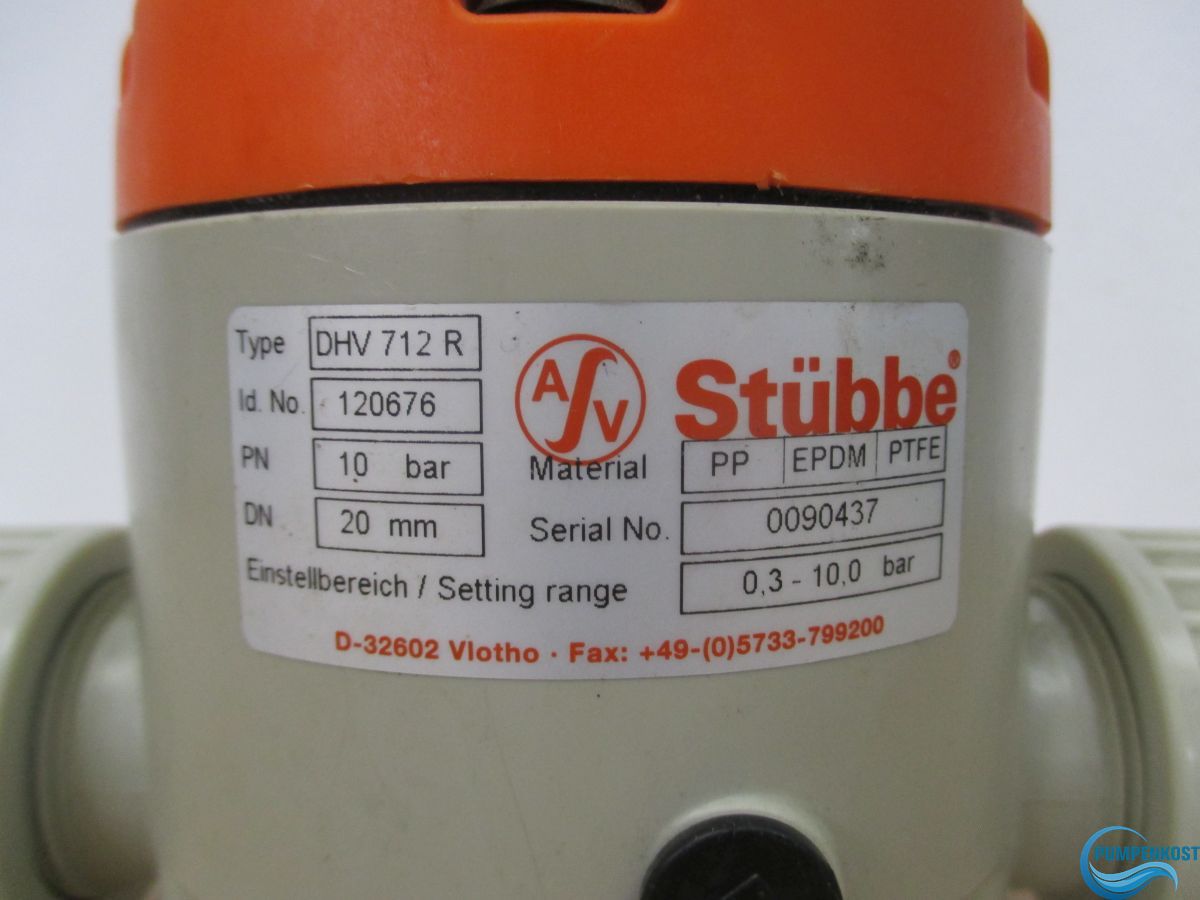 Type DHV 712 R
Id. No. 120676
PN 10 bar
DN 20 mm
ASV Stübbe®
Material PP EPDM PTFE
Serial No. 0090437
Einstellbereich / Setting range 0,3 - 10,0 bar
D-32602 Vlotho · Fax: +49-(0)5733-799200
PUMPENKOST